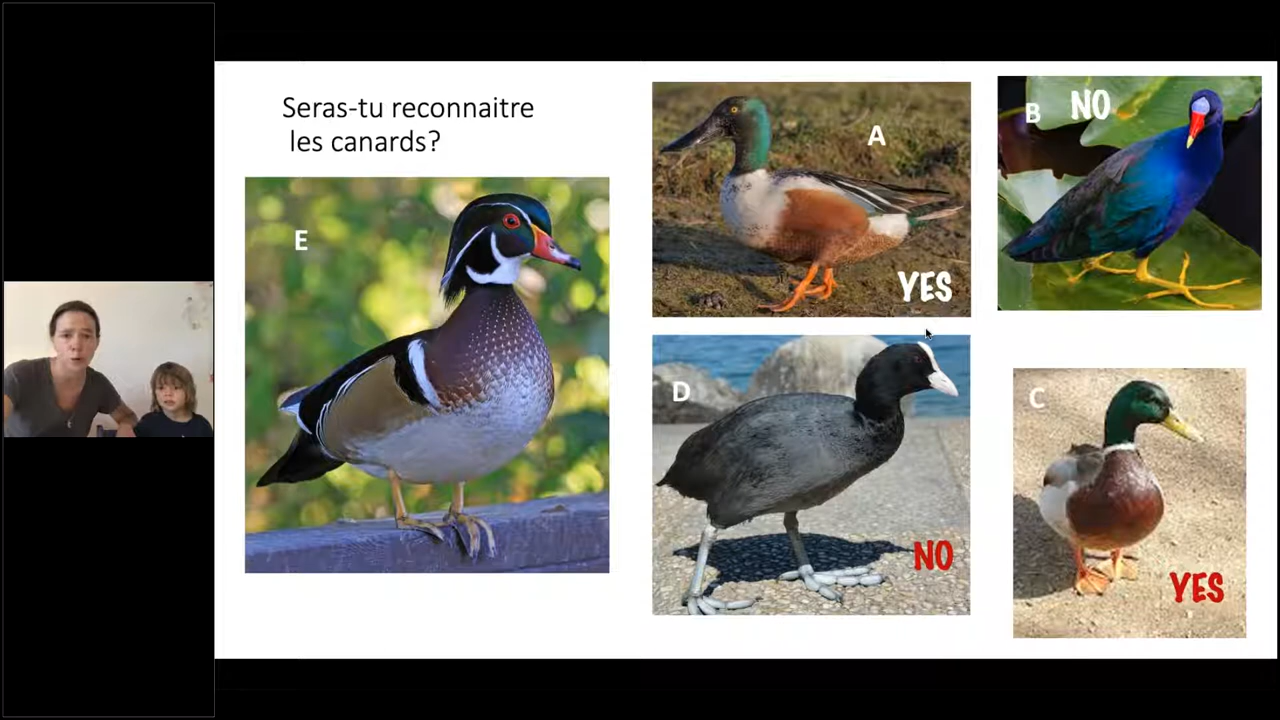 Seras-tu reconnaitre
les canards?
E
A
YES
B
NO
D
NO
C
YES